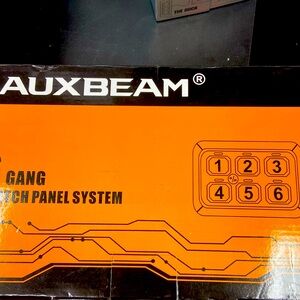 AUXBEAM®
GANG
TCH PANEL SYSTEM
1 2 3
4 5 6